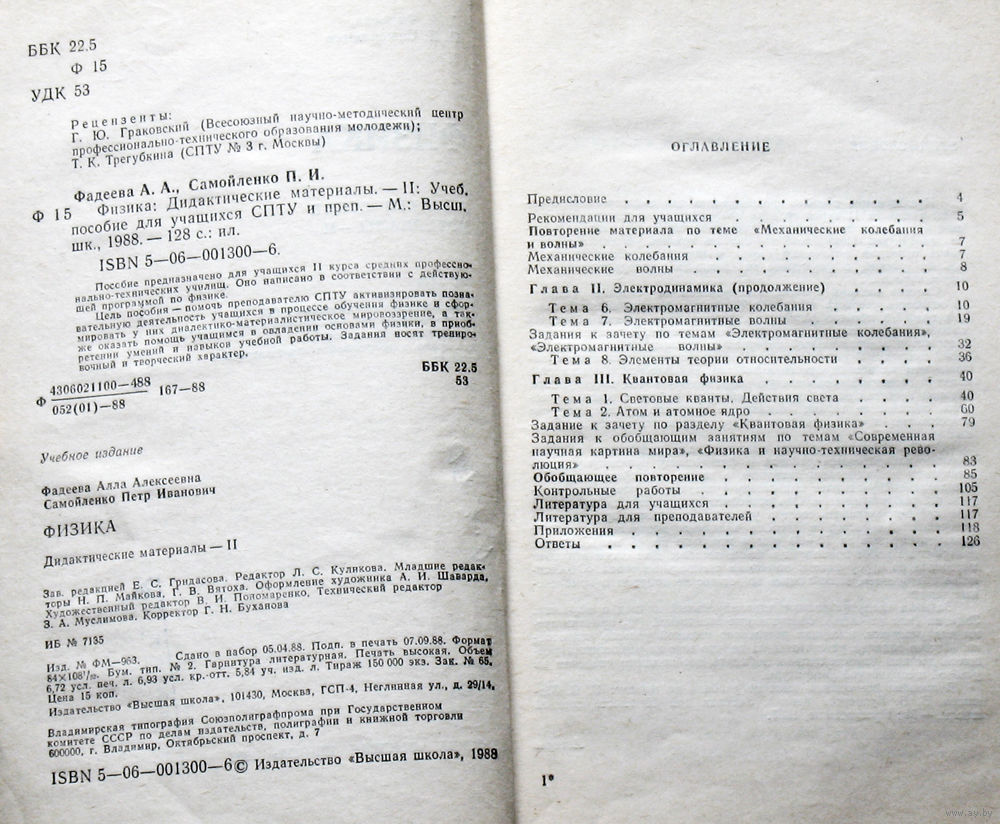 ББК 22.5
Ф 15
УДК 53
Рецензенты:
Г. Ю. Граковский (Всесоюзный научно-методический центр
профессионально-технического образования молодежи);
Т. К. Трегубкина (СПТУ № 3 г. Москвы)
Фадеева А. А., Самойленко П. И.
Ф 15 Физика: Дидактические материалы. — II: Учеб.
пособие для учащихся СПТУ и преп. — М.: Высш.
шк., 1988. — 128 с.: ил.
ISBN 5—06—001300—6.
Пособие предназначено для учащихся II курса средних профессио-
нально-технических училищ. Оно написано в соответствии с действую-
щей программой по физике.
Цель пособия — помочь преподавателю СПТУ активизировать позна-
вательную деятельность учащихся в процессе обучения физике и сфор-
мировать у них диалектико-материалистическое мировоззрение, а так-
же оказать помощь учащимся в овладении основами физики, в приоб-
ретении умений и навыков учебной работы. Задания носят трениро-
вочный и творческий характер.
Ф 4306021100—488
052(01)—88
167—88
ББК 22.5
53
Учебное издание
Фадеева Алла Алексеевна
Самойленко Петр Иванович
ФИЗИКА
Дидактические материалы — II
Зав. редакцией Е. С. Гридасова. Редактор Л. С. Куликова. Младшие редак-
торы Н. П. Майкова, Г. В. Вятоха. Оформление художника А. И. Шаварда,
Художественный редактор В. И. Пономаренко, Технический редактор
З. А. Муслимова. Корректор Г. Н. Буханова
ИБ № 7135
Изд. № ФМ—963. Сдано в набор 05.04.88. Подп. в печать 07.09.88. Формат
84×108¹/₃₂. Бум. тип. № 2. Гарнитура литературная. Печать высокая. Объем
6,72 усл. печ. л. 6,93 усл. кр.-отт. 5,84 уч. изд. л. Тираж 150 000 экз. Зак. № 65.
Цена 15 коп.
Издательство «Высшая школа», 101430, Москва, ГСП-4, Неглинная ул., д. 29/14.
Владимирская типография Союзполиграфпрома при Государственном
комитете СССР по делам издательств, полиграфии и книжной торговли
600000, г. Владимир, Октябрьский проспект, д. 7
ISBN 5—06—001300—6 © Издательство «Высшая школа», 1988
ОГЛАВЛЕНИЕ
Предисловие . . . . . 4
Рекомендации для учащихся . . . . . 5
Повторение материала по теме «Механические колебания
и волны» . . . . . 7
Механические колебания . . . . . 7
Механические волны . . . . . 8
Глава II. Электродинамика (продолжение) . . . . 10
Тема 6. Электромагнитные колебания . . . . 10
Тема 7. Электромагнитные волны . . . . . 19
Задания к зачету по темам «Электромагнитные колебания»,
«Электромагнитные волны» . . . . . 32
Тема 8. Элементы теории относительности . . . . 36
Глава III. Квантовая физика . . . . . 40
Тема 1. Световые кванты. Действия света . . . . 40
Тема 2. Атом и атомное ядро . . . . . 60
Задание к зачету по разделу «Квантовая физика» . . . 79
Задания к обобщающим занятиям по темам «Современная
научная картина мира», «Физика и научно-техническая рево-
люция» . . . . . 83
Обобщающее повторение . . . . . 85
Контрольные работы . . . . . 105
Литература для учащихся . . . . . 117
Литература для преподавателей . . . . . 117
Приложения . . . . . 118
Ответы . . . . . 126
1*
www.ay.by